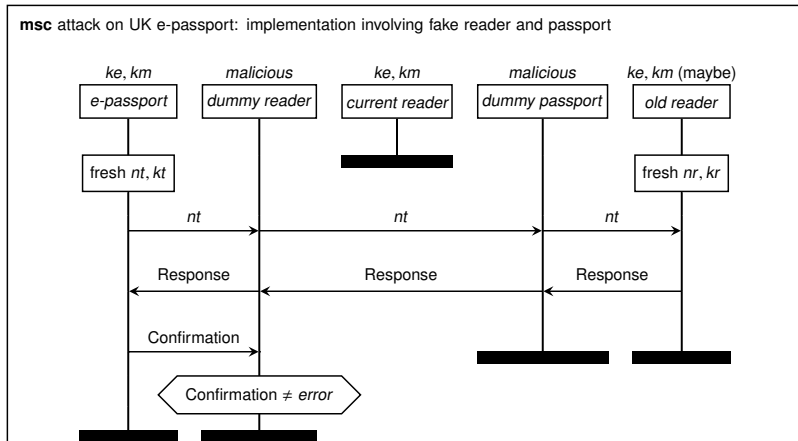 msc attack on UK e-passport: implementation involving fake reader and passport
ke, km malicious ke, km malicious ke, km (maybe)
e-passport dummy reader current reader dummy passport old reader
fresh nt, kt fresh nr, kr
nt nt nt
Response Response Response
Confirmation
Confirmation ≠ error